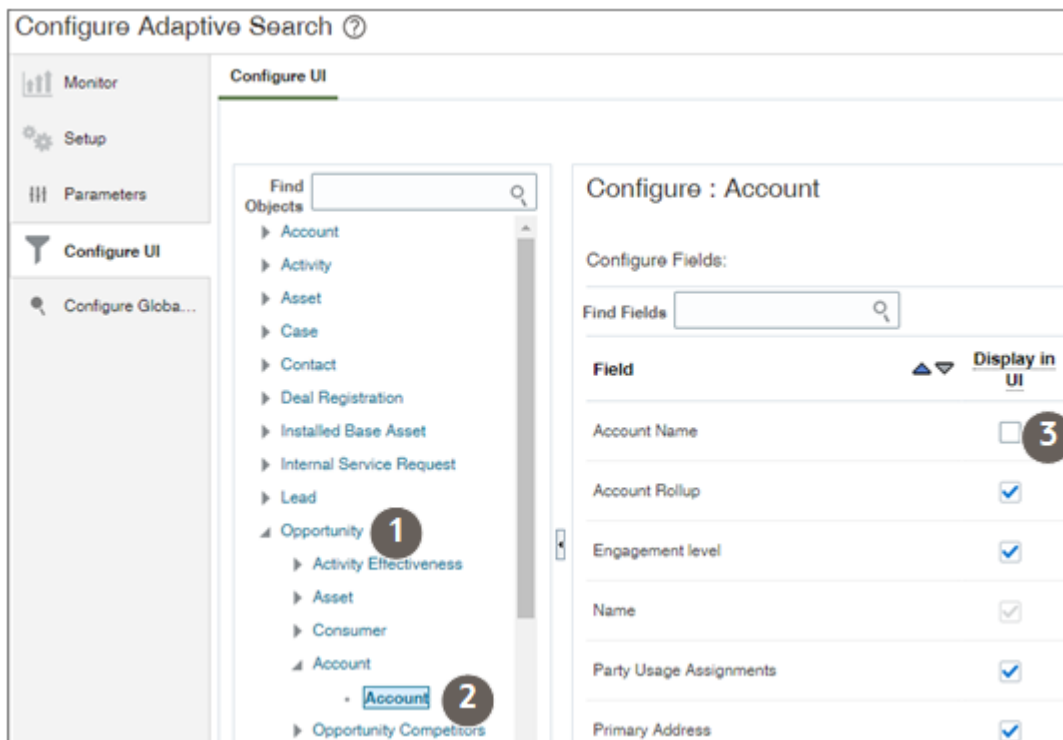 Configure Adaptive Search ?
Monitor
Setup
Parameters
Configure UI
Configure Globa...
Configure UI
Find
Objects
Account
Activity
Asset
Case
Contact
Deal Registration
Installed Base Asset
Internal Service Request
Lead
Opportunity 1
Activity Effectiveness
Asset
Consumer
Account
Account 2
Opportunity Competitors
Configure : Account
Configure Fields:
Find Fields
Field
Display in
UI
Account Name 3
Account Rollup
Engagement level
Name
Party Usage Assignments
Primary Address